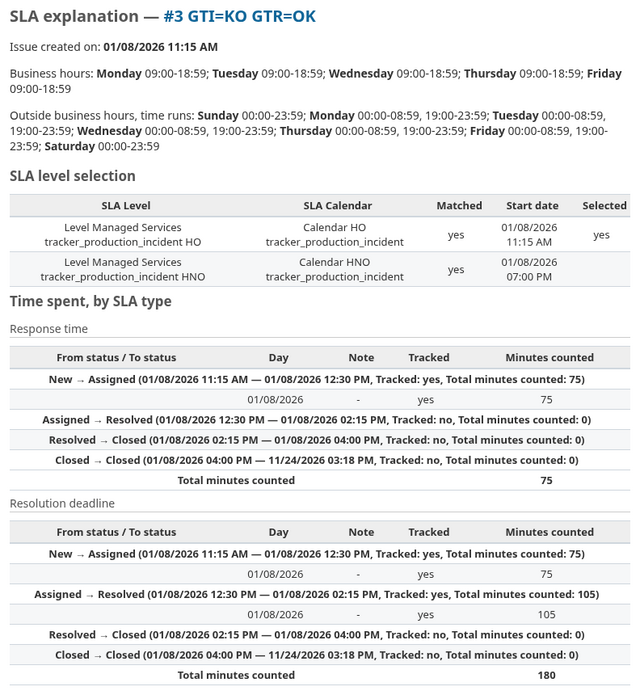 SLA explanation — #3 GTI=KO GTR=OK
Issue created on: 01/08/2026 11:15 AM
Business hours: Monday 09:00-18:59; Tuesday 09:00-18:59; Wednesday 09:00-18:59; Thursday 09:00-18:59; Friday
09:00-18:59
Outside business hours, time runs: Sunday 00:00-23:59; Monday 00:00-08:59, 19:00-23:59; Tuesday 00:00-08:59,
19:00-23:59; Wednesday 00:00-08:59, 19:00-23:59; Thursday 00:00-08:59, 19:00-23:59; Friday 00:00-08:59, 19:00-
23:59; Saturday 00:00-23:59
SLA level selection
SLA Level SLA Calendar Matched Start date Selected
Level Managed Services Calendar HO yes 01/08/2026 yes
tracker_production_incident HO tracker_production_incident 11:15 AM
Level Managed Services Calendar HNO yes 01/08/2026
tracker_production_incident HNO tracker_production_incident 07:00 PM
Time spent, by SLA type
Response time
From status / To status Day Note Tracked Minutes counted
New → Assigned (01/08/2026 11:15 AM — 01/08/2026 12:30 PM, Tracked: yes, Total minutes counted: 75)
01/08/2026 - yes 75
Assigned → Resolved (01/08/2026 12:30 PM — 01/08/2026 02:15 PM, Tracked: no, Total minutes counted: 0)
Resolved → Closed (01/08/2026 02:15 PM — 01/08/2026 04:00 PM, Tracked: no, Total minutes counted: 0)
Closed → Closed (01/08/2026 04:00 PM — 11/24/2026 03:18 PM, Tracked: no, Total minutes counted: 0)
Total minutes counted 75
Resolution deadline
From status / To status Day Note Tracked Minutes counted
New → Assigned (01/08/2026 11:15 AM — 01/08/2026 12:30 PM, Tracked: yes, Total minutes counted: 75)
01/08/2026 - yes 75
Assigned → Resolved (01/08/2026 12:30 PM — 01/08/2026 02:15 PM, Tracked: yes, Total minutes counted: 105)
01/08/2026 - yes 105
Resolved → Closed (01/08/2026 02:15 PM — 01/08/2026 04:00 PM, Tracked: no, Total minutes counted: 0)
Closed → Closed (01/08/2026 04:00 PM — 11/24/2026 03:18 PM, Tracked: no, Total minutes counted: 0)
Total minutes counted 180